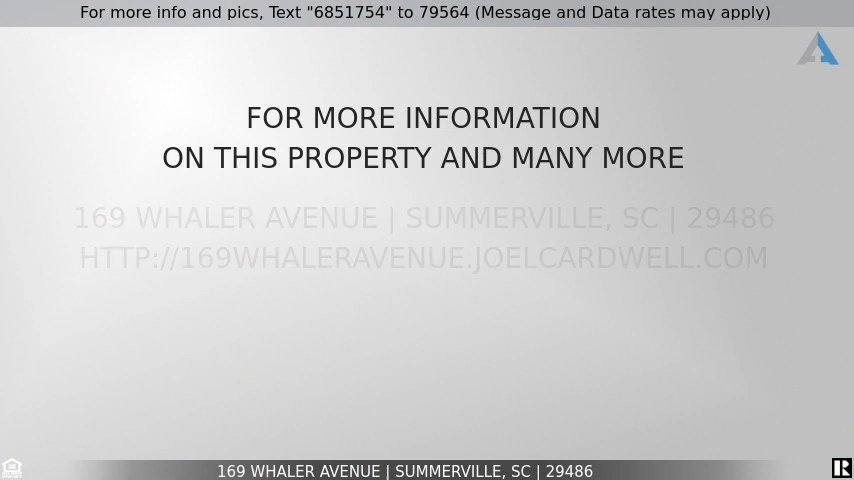 For more info and pics, Text "6851754" to 79564 (Message and Data rates may apply)
FOR MORE INFORMATION
ON THIS PROPERTY AND MANY MORE
169 WHALER AVENUE | SUMMERVILLE, SC | 29486
HTTP://169WHALERAVENUE.JOELCARDWELL.COM
169 WHALER AVENUE | SUMMERVILLE, SC | 29486